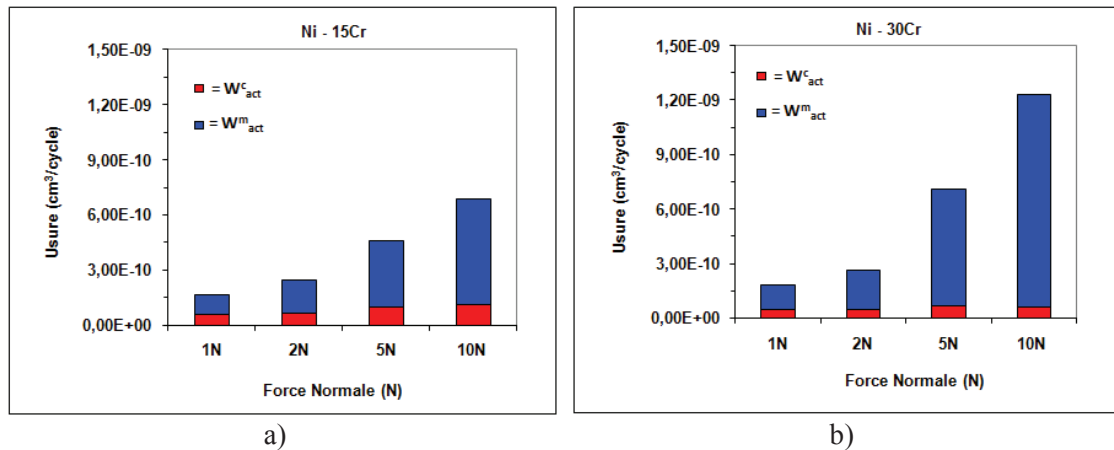 Ni - 15Cr
1,50E-09
1,20E-09
9,00E-10
6,00E-10
3,00E-10
0,00E+00
Usure (cm³/cycle)
= Wᶜact
= Wᵐact
1N 2N 5N 10N
Force Normale (N)
a)
Ni - 30Cr
1,50E-09
1,20E-09
9,00E-10
6,00E-10
3,00E-10
0,00E+00
Usure (cm³/cycle)
= Wᶜact
= Wᵐact
1N 2N 5N 10N
Force Normale (N)
b)